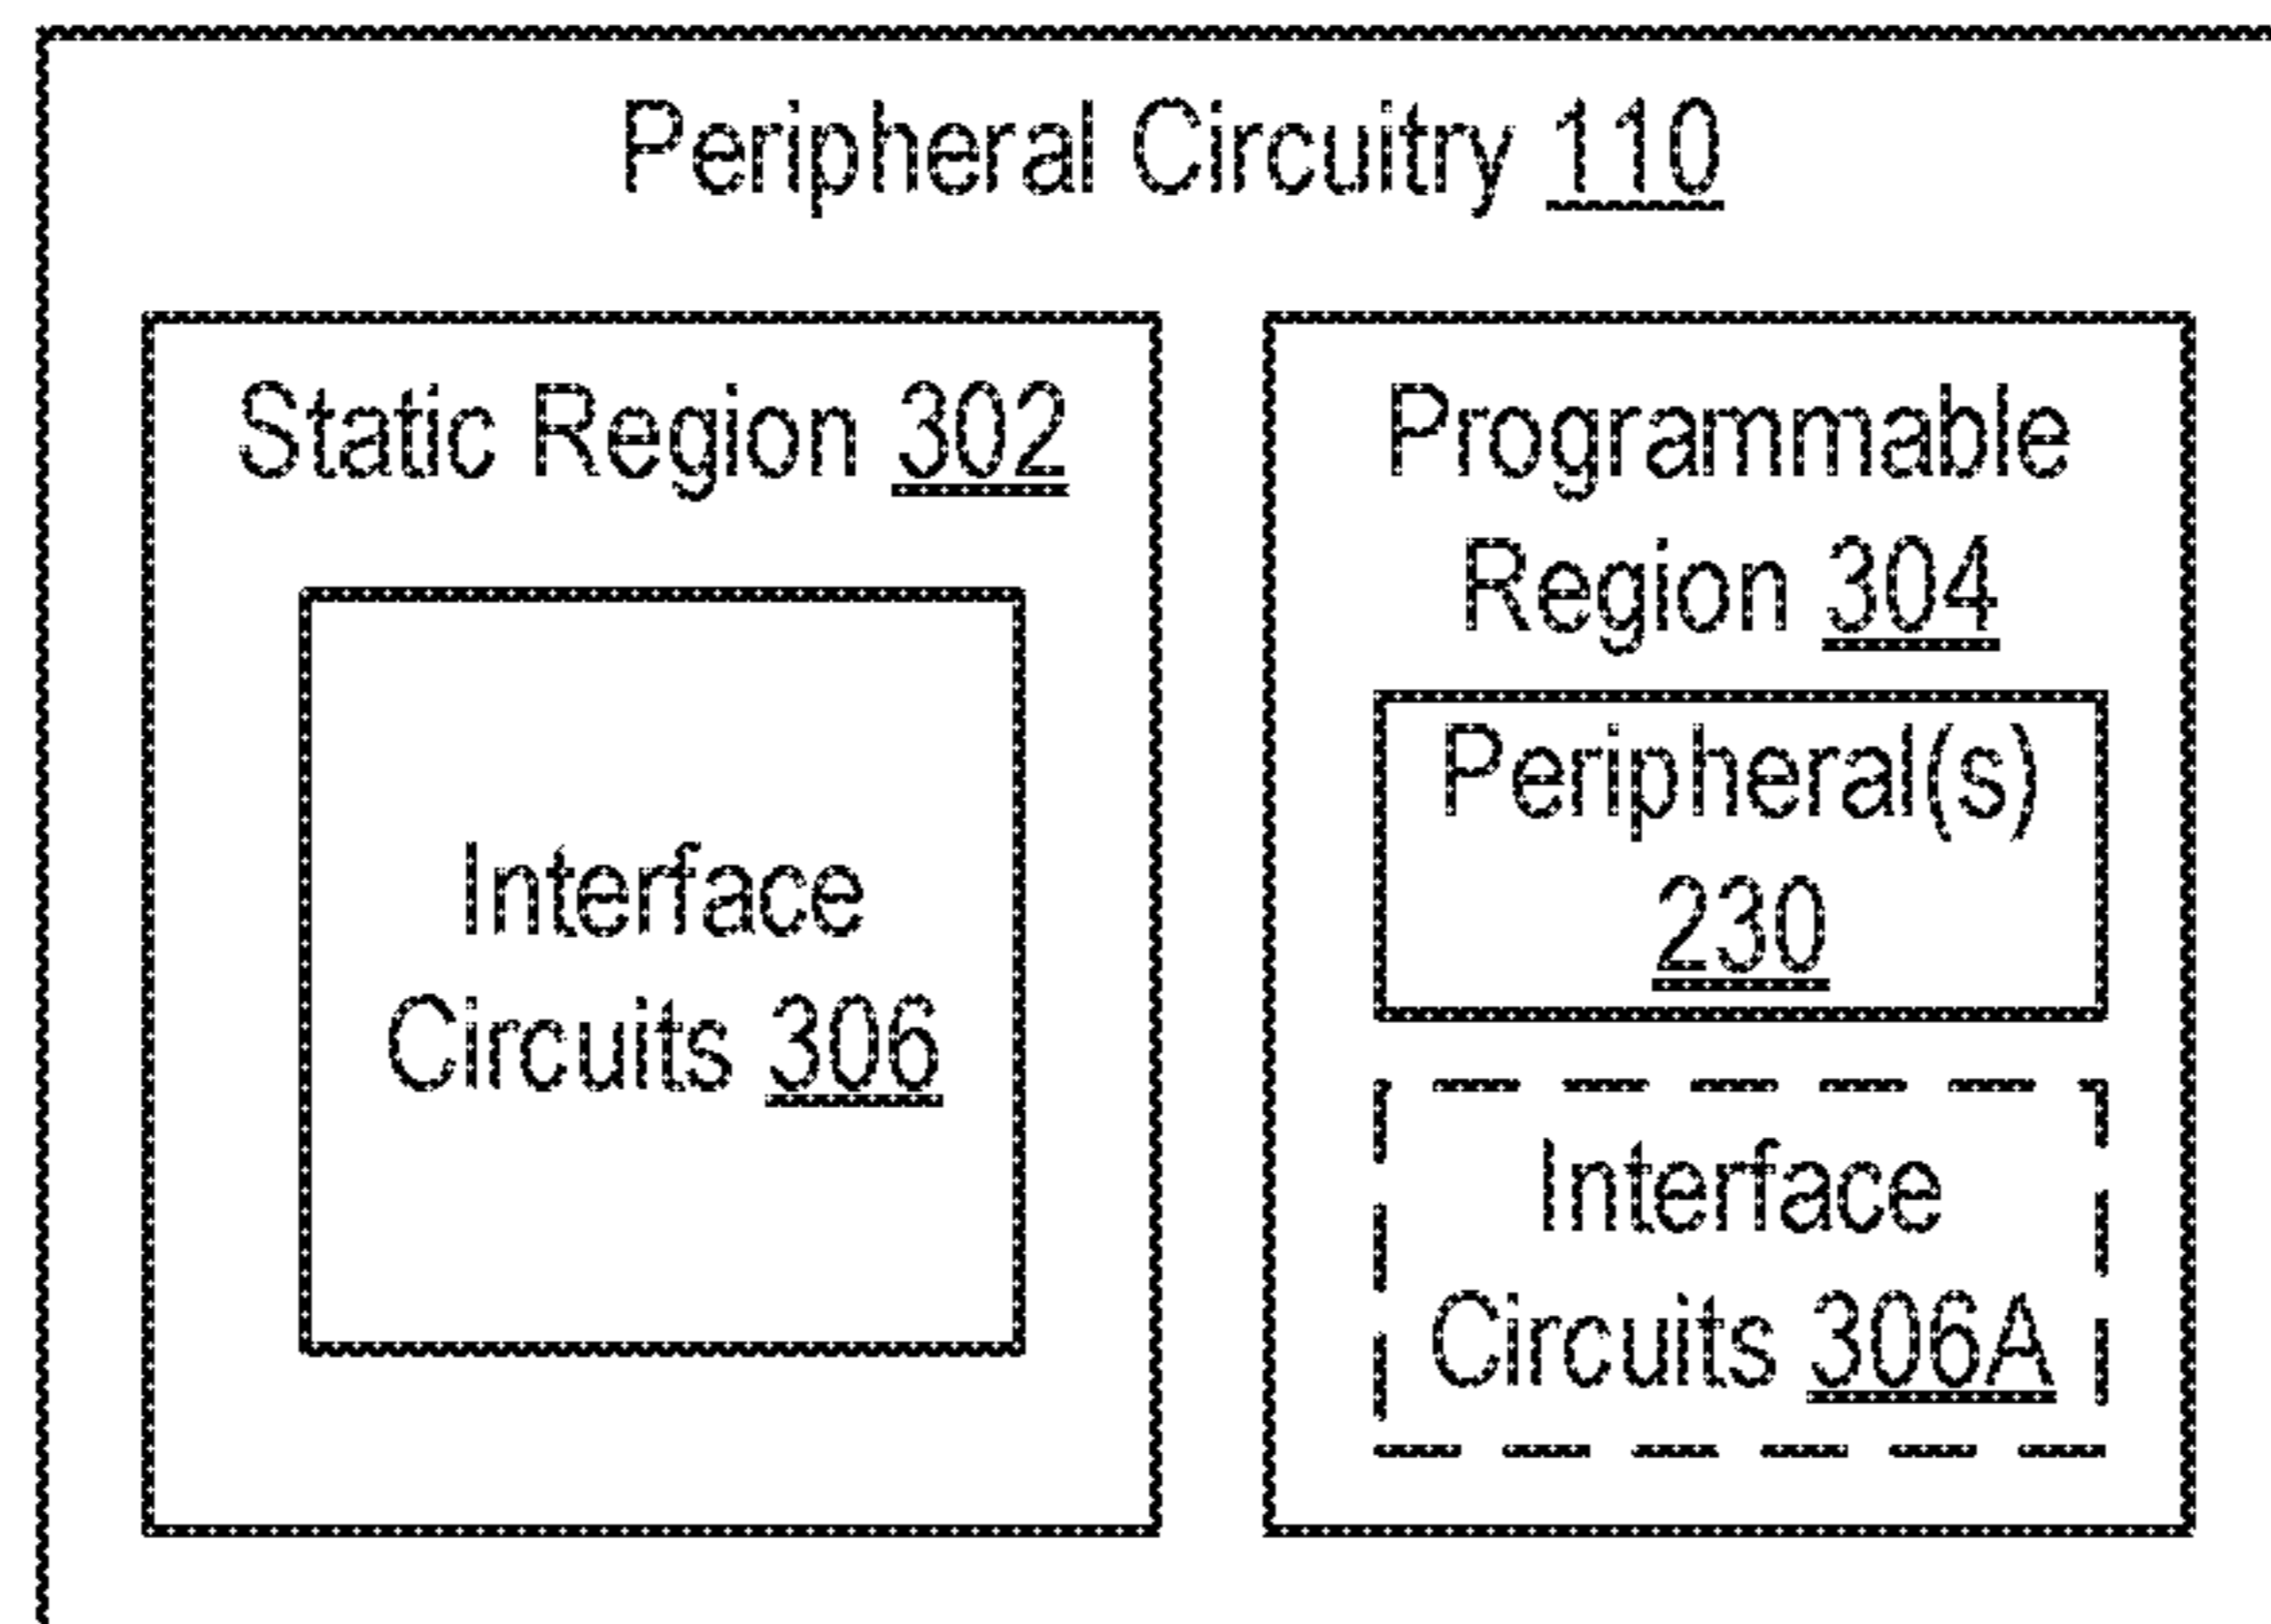 Peripheral Circuitry 110
Static Region 302
Interface
Circuits 306
Programmable
Region 304
Peripheral(s)
230
Interface
Circuits 306A